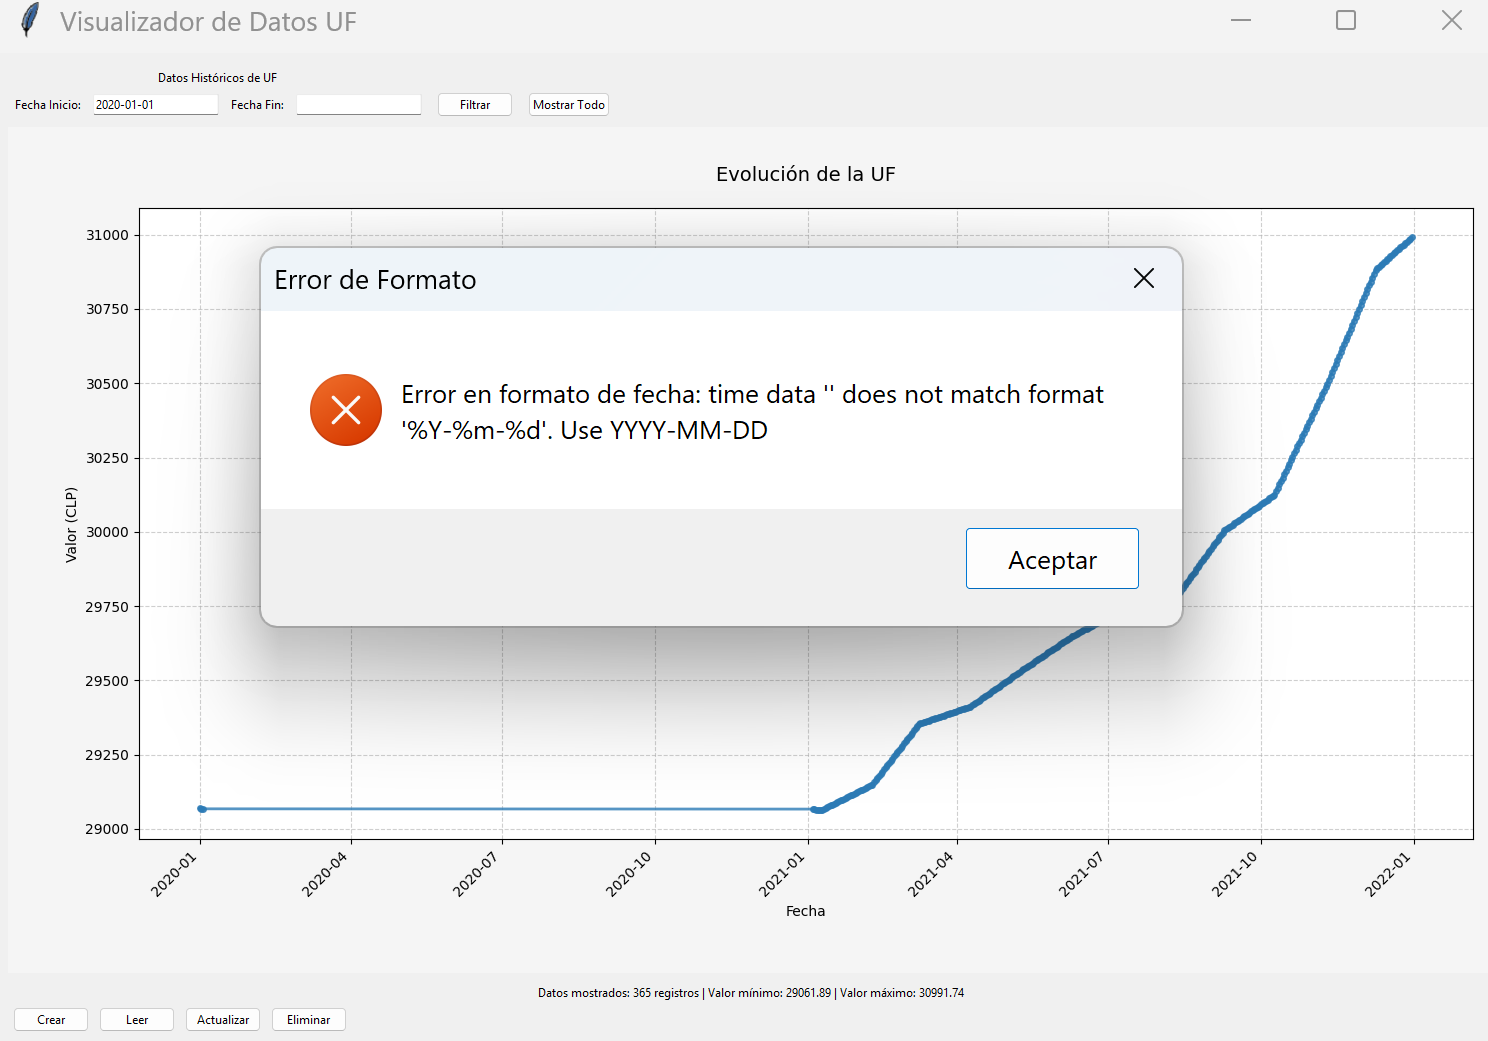 Visualizador de Datos UF
Datos Históricos de UF
Fecha Inicio: 2020-01-01 Fecha Fin: Filtrar Mostrar Todo
Evolución de la UF
Error de Formato
Error en formato de fecha: time data '' does not match format
'%Y-%m-%d'. Use YYYY-MM-DD
Aceptar
31000
30750
30500
30250
30000
29750
29500
29250
29000
Valor (CLP)
2020-01 2020-04 2020-07 2020-10 2021-01 2021-04 2021-07 2021-10 2022-01
Fecha
Datos mostrados: 365 registros | Valor mínimo: 29061.89 | Valor máximo: 30991.74
Crear Leer Actualizar Eliminar